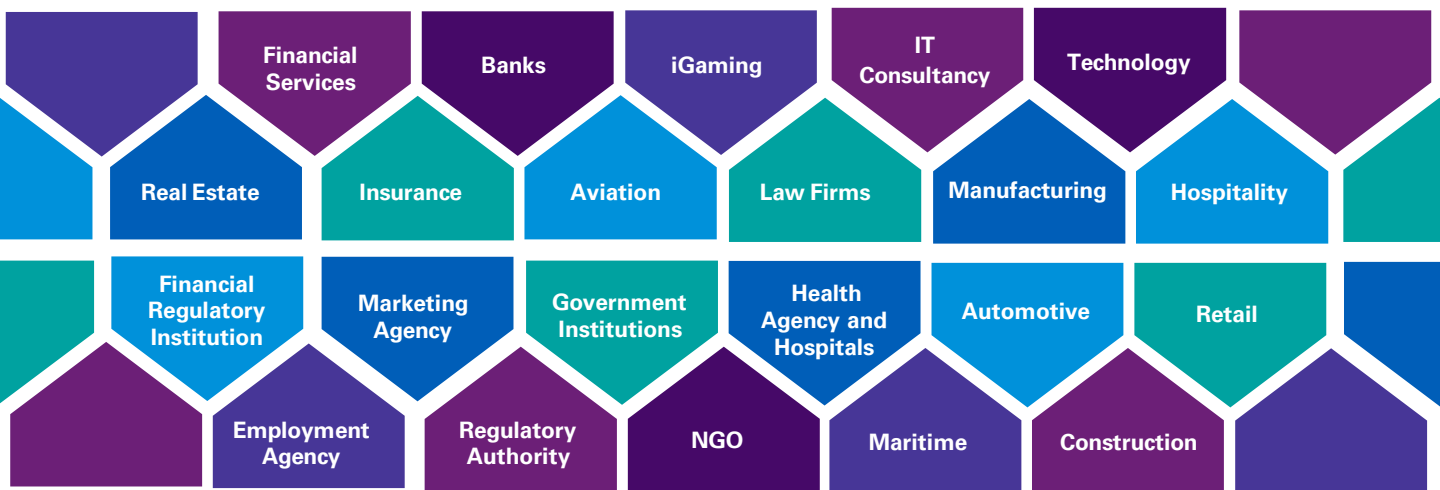 Financial
Services
Banks
iGaming
IT
Consultancy
Technology
Real Estate
Insurance
Aviation
Law Firms
Manufacturing
Hospitality
Financial
Regulatory
Institution
Marketing
Agency
Government
Institutions
Health
Agency and
Hospitals
Automotive
Retail
Employment
Agency
Regulatory
Authority
NGO
Maritime
Construction